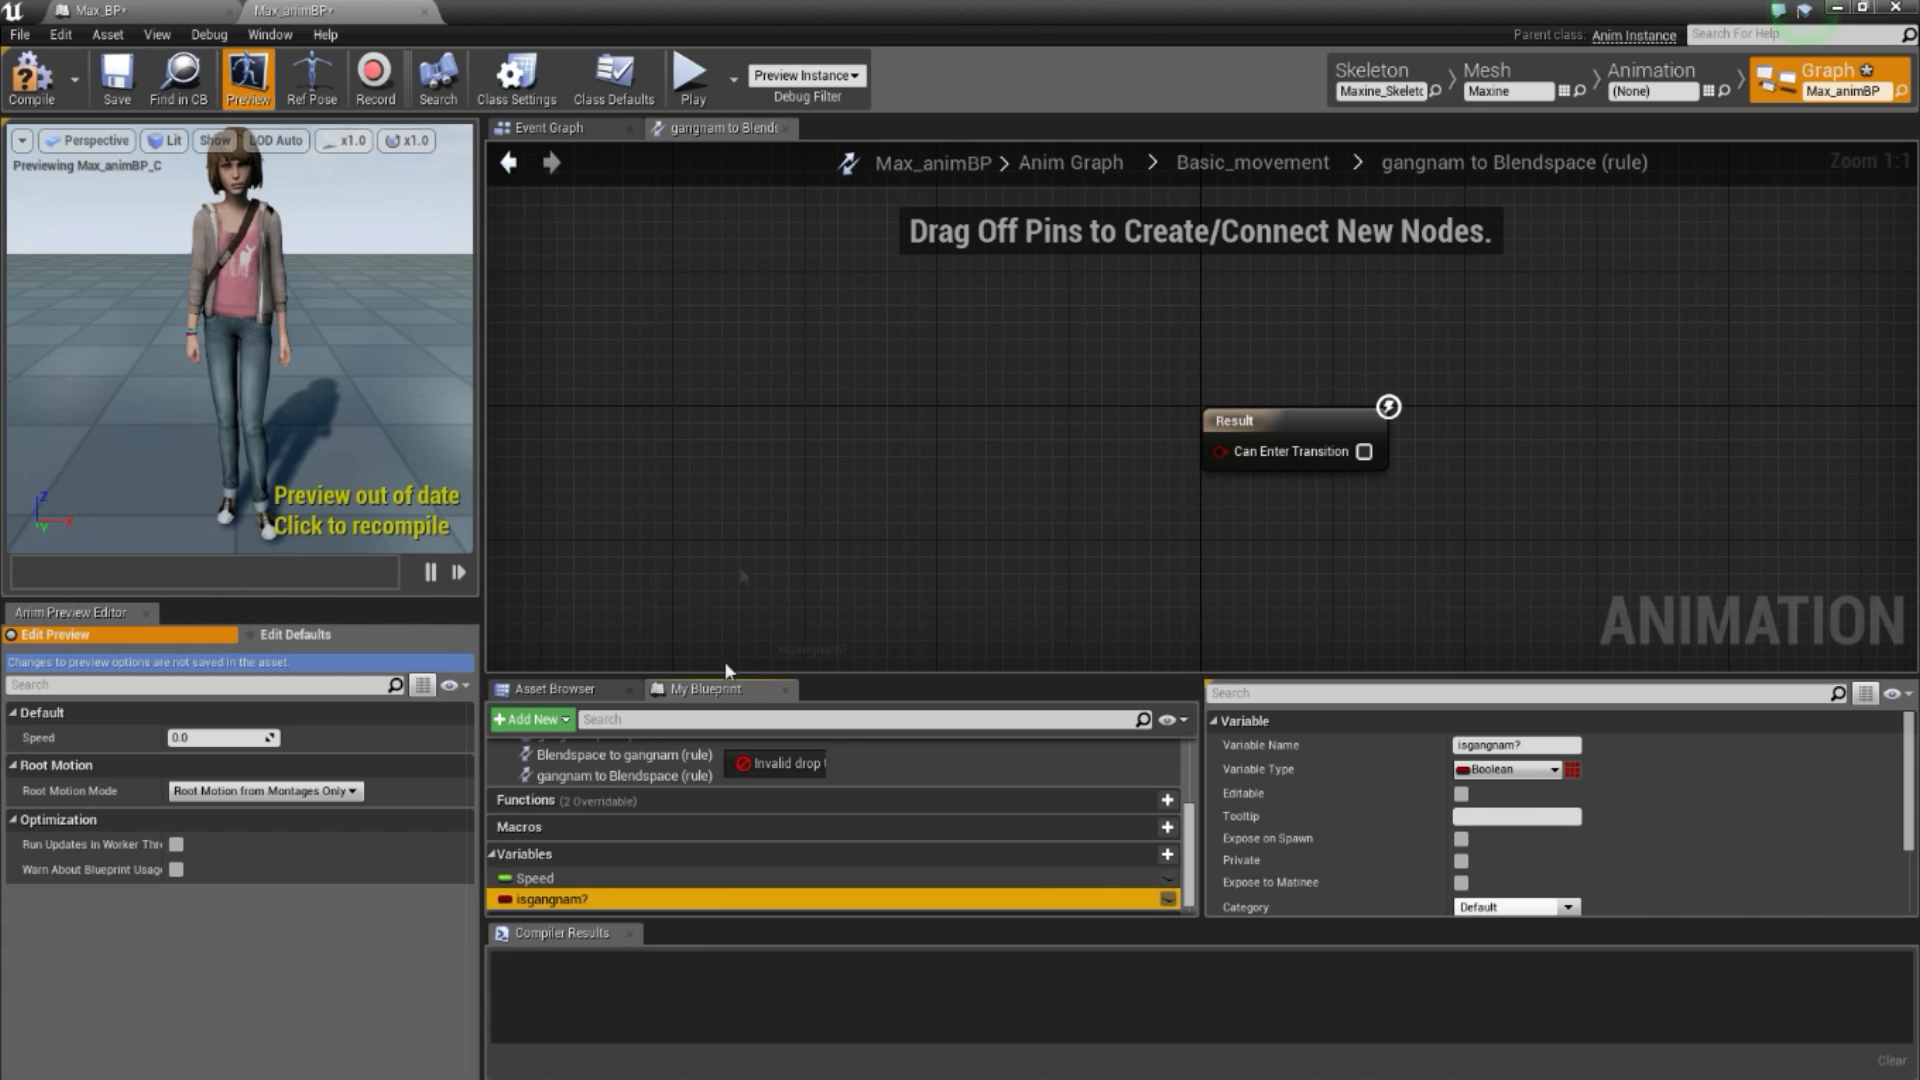 Max_BP*
Max_animBP*
File Edit Asset View Debug Window Help
Parent class: Anim Instance
Search For Help
Compile
Save
Find in CB
Preview
Ref Pose
Record
Search
Class Settings
Class Defaults
Play
Preview Instance
Debug Filter
Skeleton
Maxine_Skeletc
Mesh
Maxine
Animation
(None)
Graph
Max_animBP
Perspective Lit Show LOD Auto x1.0 x1.0
Previewing Max_animBP_C
Preview out of date
Click to recompile
Z
X
Y
Event Graph
gangnam to Blends
Max_animBP > Anim Graph > Basic_movement > gangnam to Blendspace (rule)
Zoom 1:1
Drag Off Pins to Create/Connect New Nodes.
Result
Can Enter Transition
isgangnam?
ANIMATION
Anim Preview Editor
Edit Preview
Edit Defaults
Changes to preview options are not saved in the asset.
Search
Default
Speed 0.0
Root Motion
Root Motion Mode Root Motion from Montages Only
Optimization
Run Updates in Worker Thre
Warn About Blueprint Usage
Asset Browser
My Blueprint
+Add New
Search
Blendspace to gangnam (rule)
gangnam to Blendspace (rule)
Invalid drop t
Functions (2 Overridable)
Macros
Variables
Speed
isgangnam?
Search
Variable
Variable Name isgangnam?
Variable Type Boolean
Editable
Tooltip
Expose on Spawn
Private
Expose to Matinee
Category Default
Compiler Results
Clear